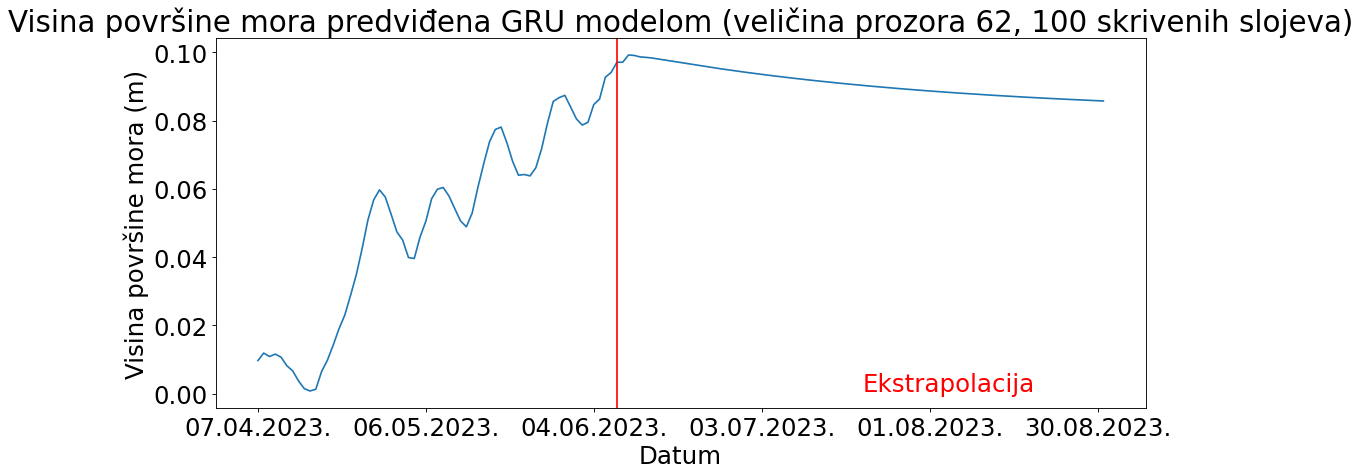 Visina površine mora predviđena GRU modelom (veličina prozora 62, 100 skrivenih slojeva)
Visina površine mora (m)
0.10
0.08
0.06
0.04
0.02
0.00
Ekstrapolacija
07.04.2023. 06.05.2023. 04.06.2023. 03.07.2023. 01.08.2023. 30.08.2023.
Datum